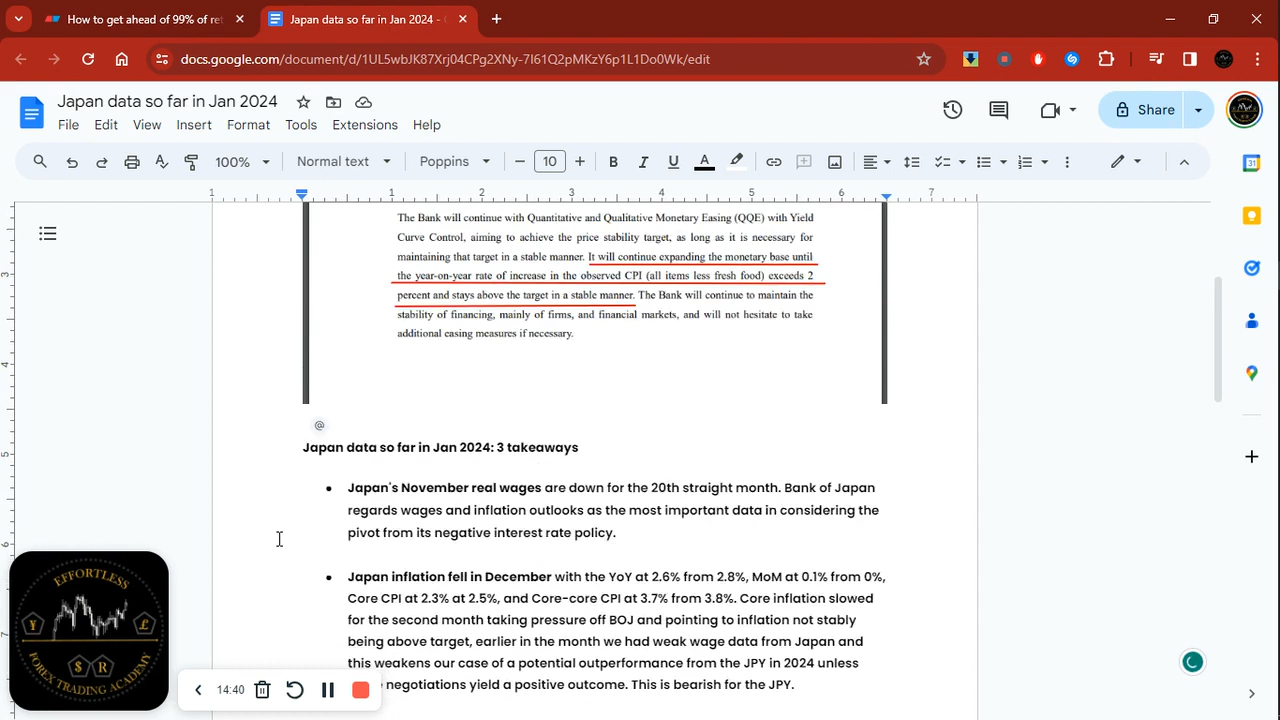 How to get ahead of 99% of ret
Japan data so far in Jan 2024 -
docs.google.com/document/d/1UL5wbJK87Xrj04CPg2XNy-7I61Q2pMKzY6p1L1Do0Wk/edit
Japan data so far in Jan 2024
File Edit View Insert Format Tools Extensions Help
Share
100% Normal text Poppins 10 B I U A
1 1 2 3 4 5 6 7
The Bank will continue with Quantitative and Qualitative Monetary Easing (QQE) with Yield
Curve Control, aiming to achieve the price stability target, as long as it is necessary for
maintaining that target in a stable manner. It will continue expanding the monetary base until
the year-on-year rate of increase in the observed CPI (all items less fresh food) exceeds 2
percent and stays above the target in a stable manner. The Bank will continue to maintain the
stability of financing, mainly of firms, and financial markets, and will not hesitate to take
additional easing measures if necessary.
Japan data so far in Jan 2024: 3 takeaways
• Japan's November real wages are down for the 20th straight month. Bank of Japan
regards wages and inflation outlooks as the most important data in considering the
pivot from its negative interest rate policy.
• Japan inflation fell in December with the YoY at 2.6% from 2.8%, MoM at 0.1% from 0%,
Core CPI at 2.3% at 2.5%, and Core-core CPI at 3.7% from 3.8%. Core inflation slowed
for the second month taking pressure off BOJ and pointing to inflation not stably
being above target, earlier in the month we had weak wage data from Japan and
this weakens our case of a potential outperformance from the JPY in 2024 unless
negotiations yield a positive outcome. This is bearish for the JPY.
EFFORTLESS
¥ £
$ R
FOREX TRADING ACADEMY
14:40
3
4
5
6
7